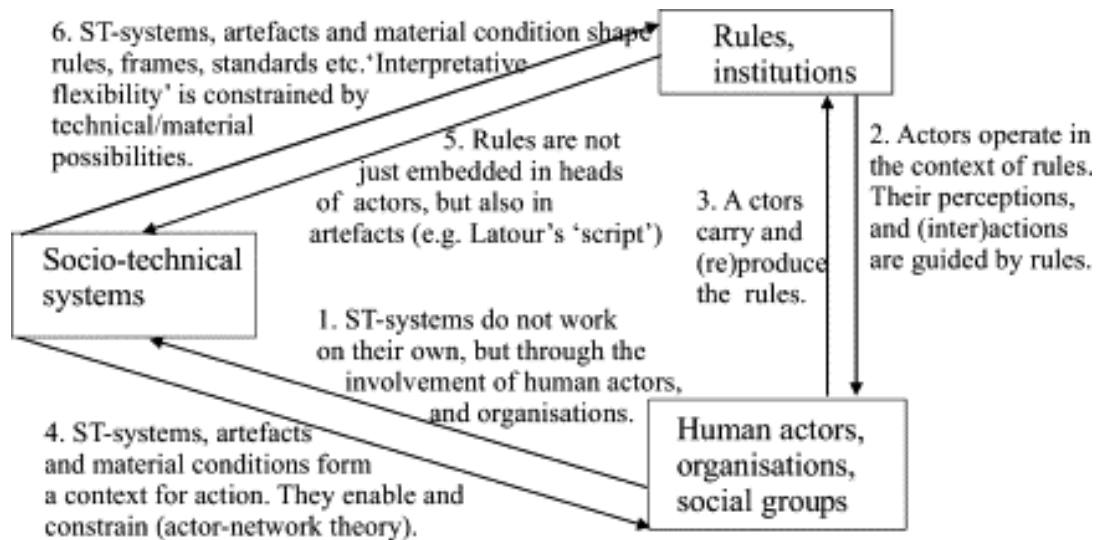 6. ST-systems, artefacts and material condition shape
rules, frames, standards etc.‘Interpretative
flexibility’ is constrained by
technical/material
possibilities.
Rules,
institutions
5. Rules are not
just embedded in heads
of actors, but also in
artefacts (e.g. Latour’s ‘script’)
2. Actors operate in
the context of rules.
Their perceptions,
and (inter)actions
are guided by rules.
3. A ctors
carry and
(re)produce
the rules.
Socio-technical
systems
1. ST-systems do not work
on their own, but through the
involvement of human actors,
and organisations.
4. ST-systems, artefacts
and material conditions form
a context for action. They enable and
constrain (actor-network theory).
Human actors,
organisations,
social groups